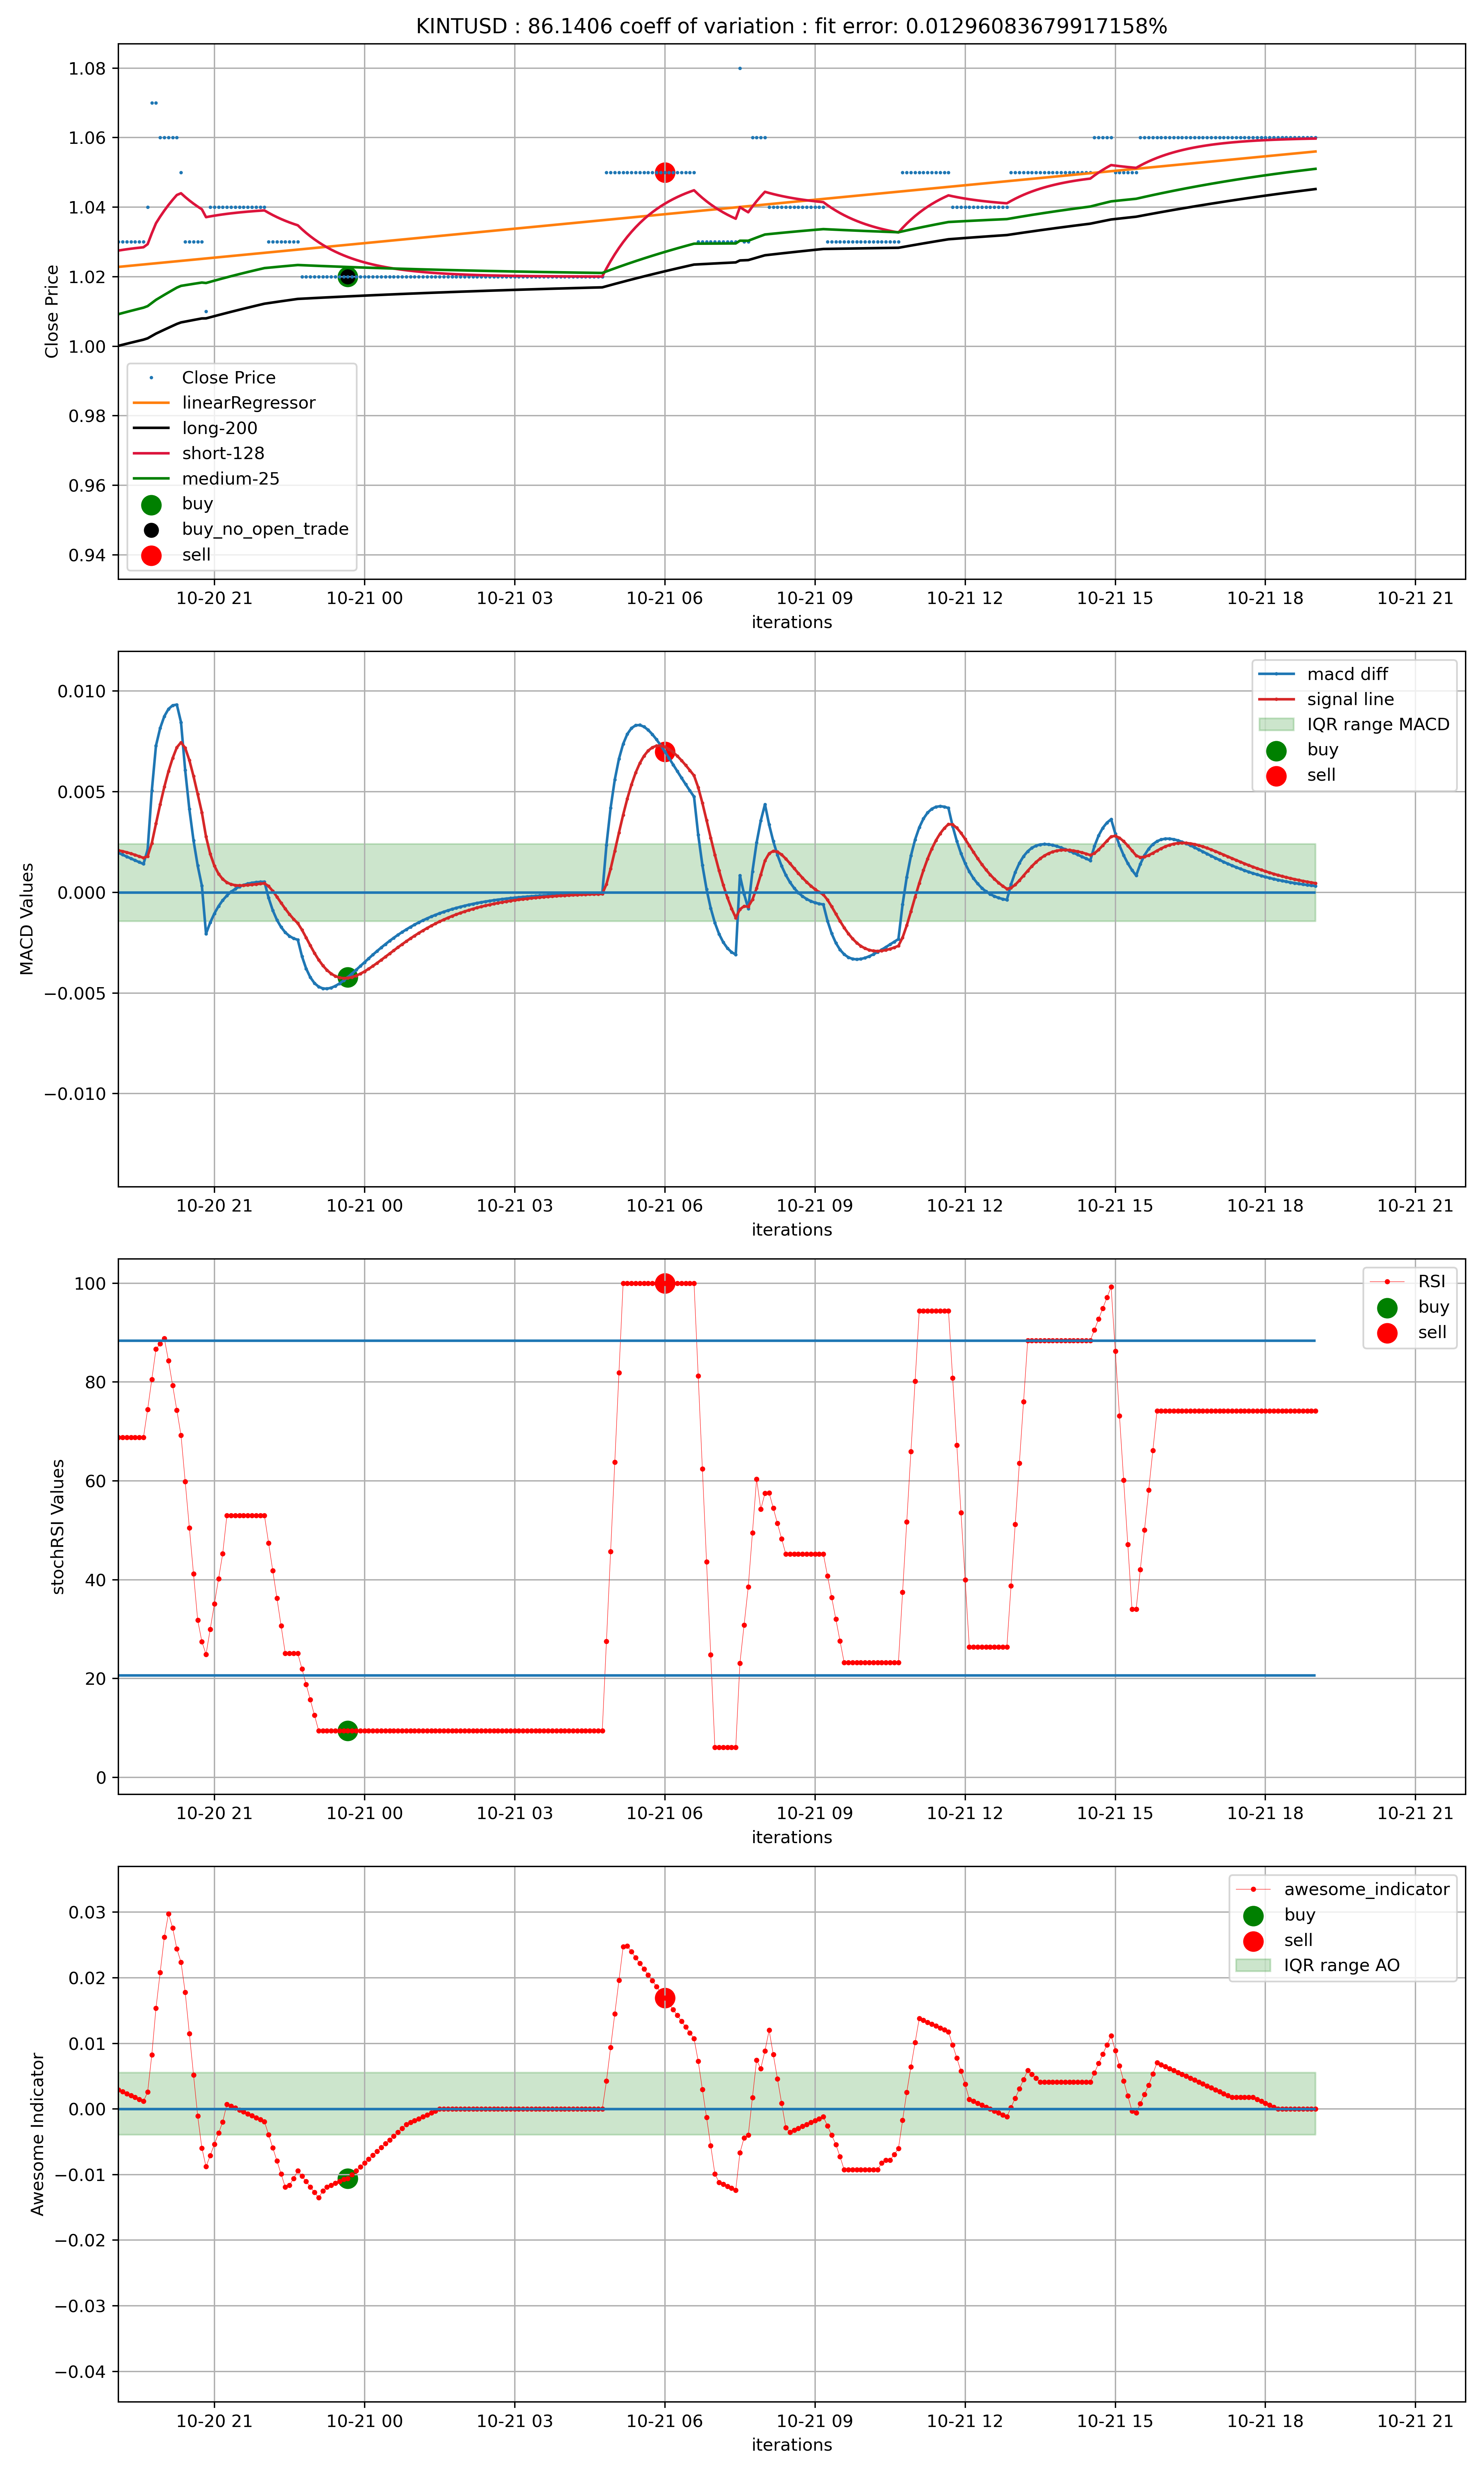 KINTUSD : 86.1406 coeff of variation : fit error: 0.01296083679917158%
1.08
1.06
1.04
1.02
1.00
0.98
0.96
0.94
Close Price
Close Price
linearRegressor
long-200
short-128
medium-25
buy
buy_no_open_trade
sell
10-20 21
10-21 00
10-21 03
10-21 06
10-21 09
10-21 12
10-21 15
10-21 18
10-21 21
iterations
0.010
0.005
0.000
−0.005
−0.010
MACD Values
macd diff
signal line
IQR range MACD
buy
sell
10-20 21
10-21 00
10-21 03
10-21 06
10-21 09
10-21 12
10-21 15
10-21 18
10-21 21
iterations
100
80
60
40
20
0
stochRSI Values
RSI
buy
sell
10-20 21
10-21 00
10-21 03
10-21 06
10-21 09
10-21 12
10-21 15
10-21 18
10-21 21
iterations
0.03
0.02
0.01
0.00
−0.01
−0.02
−0.03
−0.04
Awesome Indicator
awesome_indicator
buy
sell
IQR range AO
10-20 21
10-21 00
10-21 03
10-21 06
10-21 09
10-21 12
10-21 15
10-21 18
10-21 21
iterations